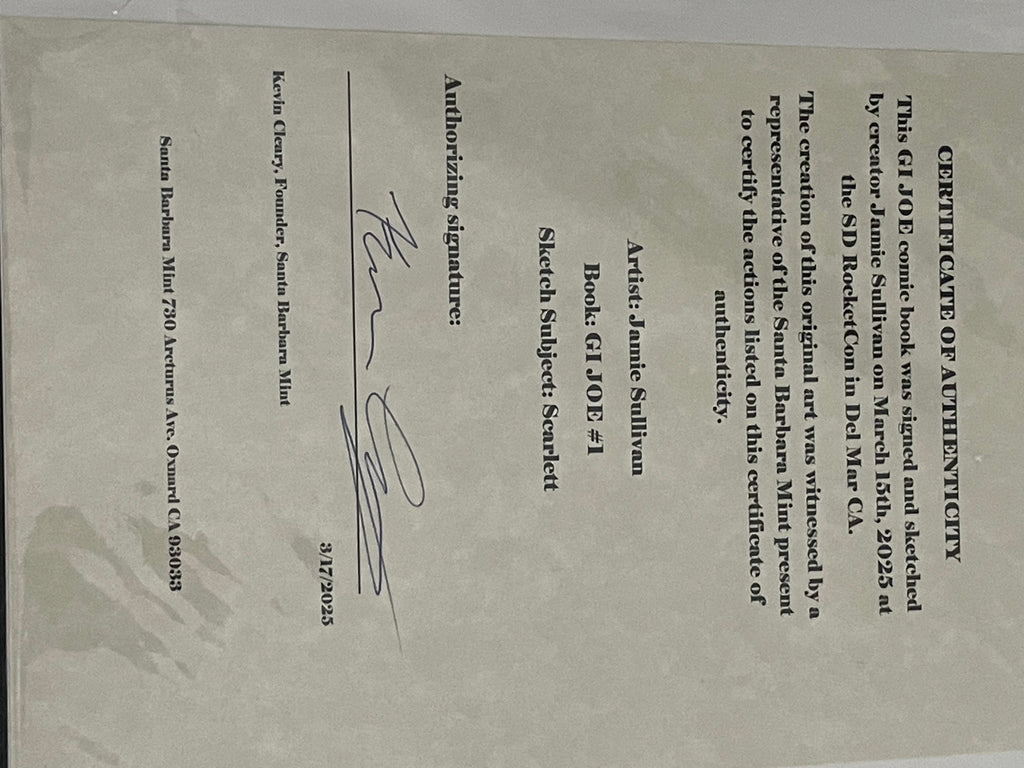 CERTIFICATE OF AUTHENTICITY
This GI JOE comic book was signed and sketched
by creator Jamie Sullivan on March 15th, 2025 at
the SD RocketCon in Del Mar CA.
The creation of this original art was witnessed by a
representative of the Santa Barbara Mint present
to certify the actions listed on this certificate of
authenticity.
Artist: Jamie Sullivan
Book: GI JOE #1
Sketch Subject: Scarlett
Authorizing signature:
3/17/2025
Kevin Cleary, Founder, Santa Barbara Mint
Santa Barbara Mint 730 Arcturus Ave. Oxnard CA 93033